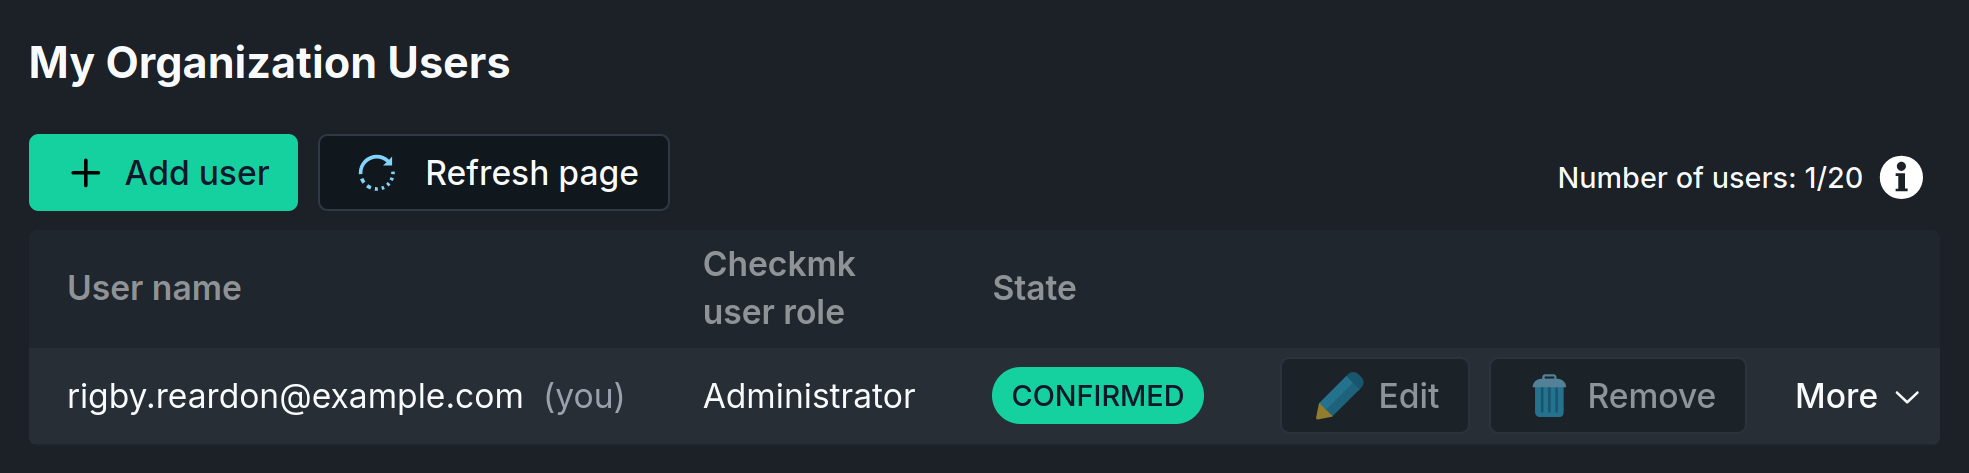 My Organization Users
Add user
Refresh page
Number of users: 1/20
User name
Checkmk
user role
State
rigby.reardon@example.com (you)
Administrator
CONFIRMED
Edit
Remove
More